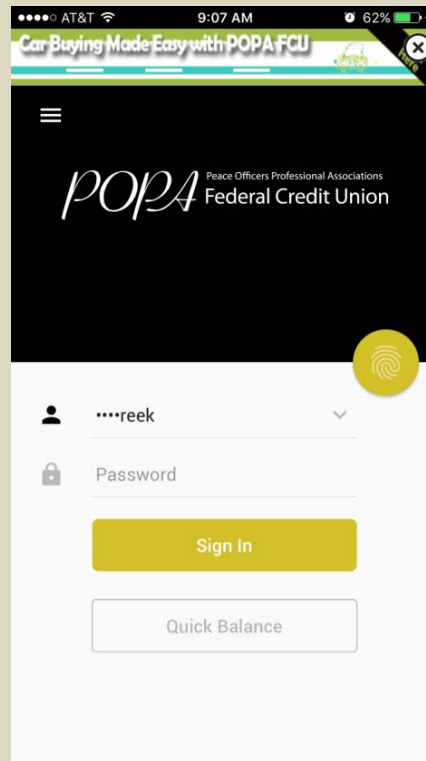 ●●●●○ AT&T 9:07 AM 62%
Car Buying Made Easy with POPA FCU
Here
POPA Peace Officers Professional Associations
Federal Credit Union
••••reek
Password
Sign In
Quick Balance